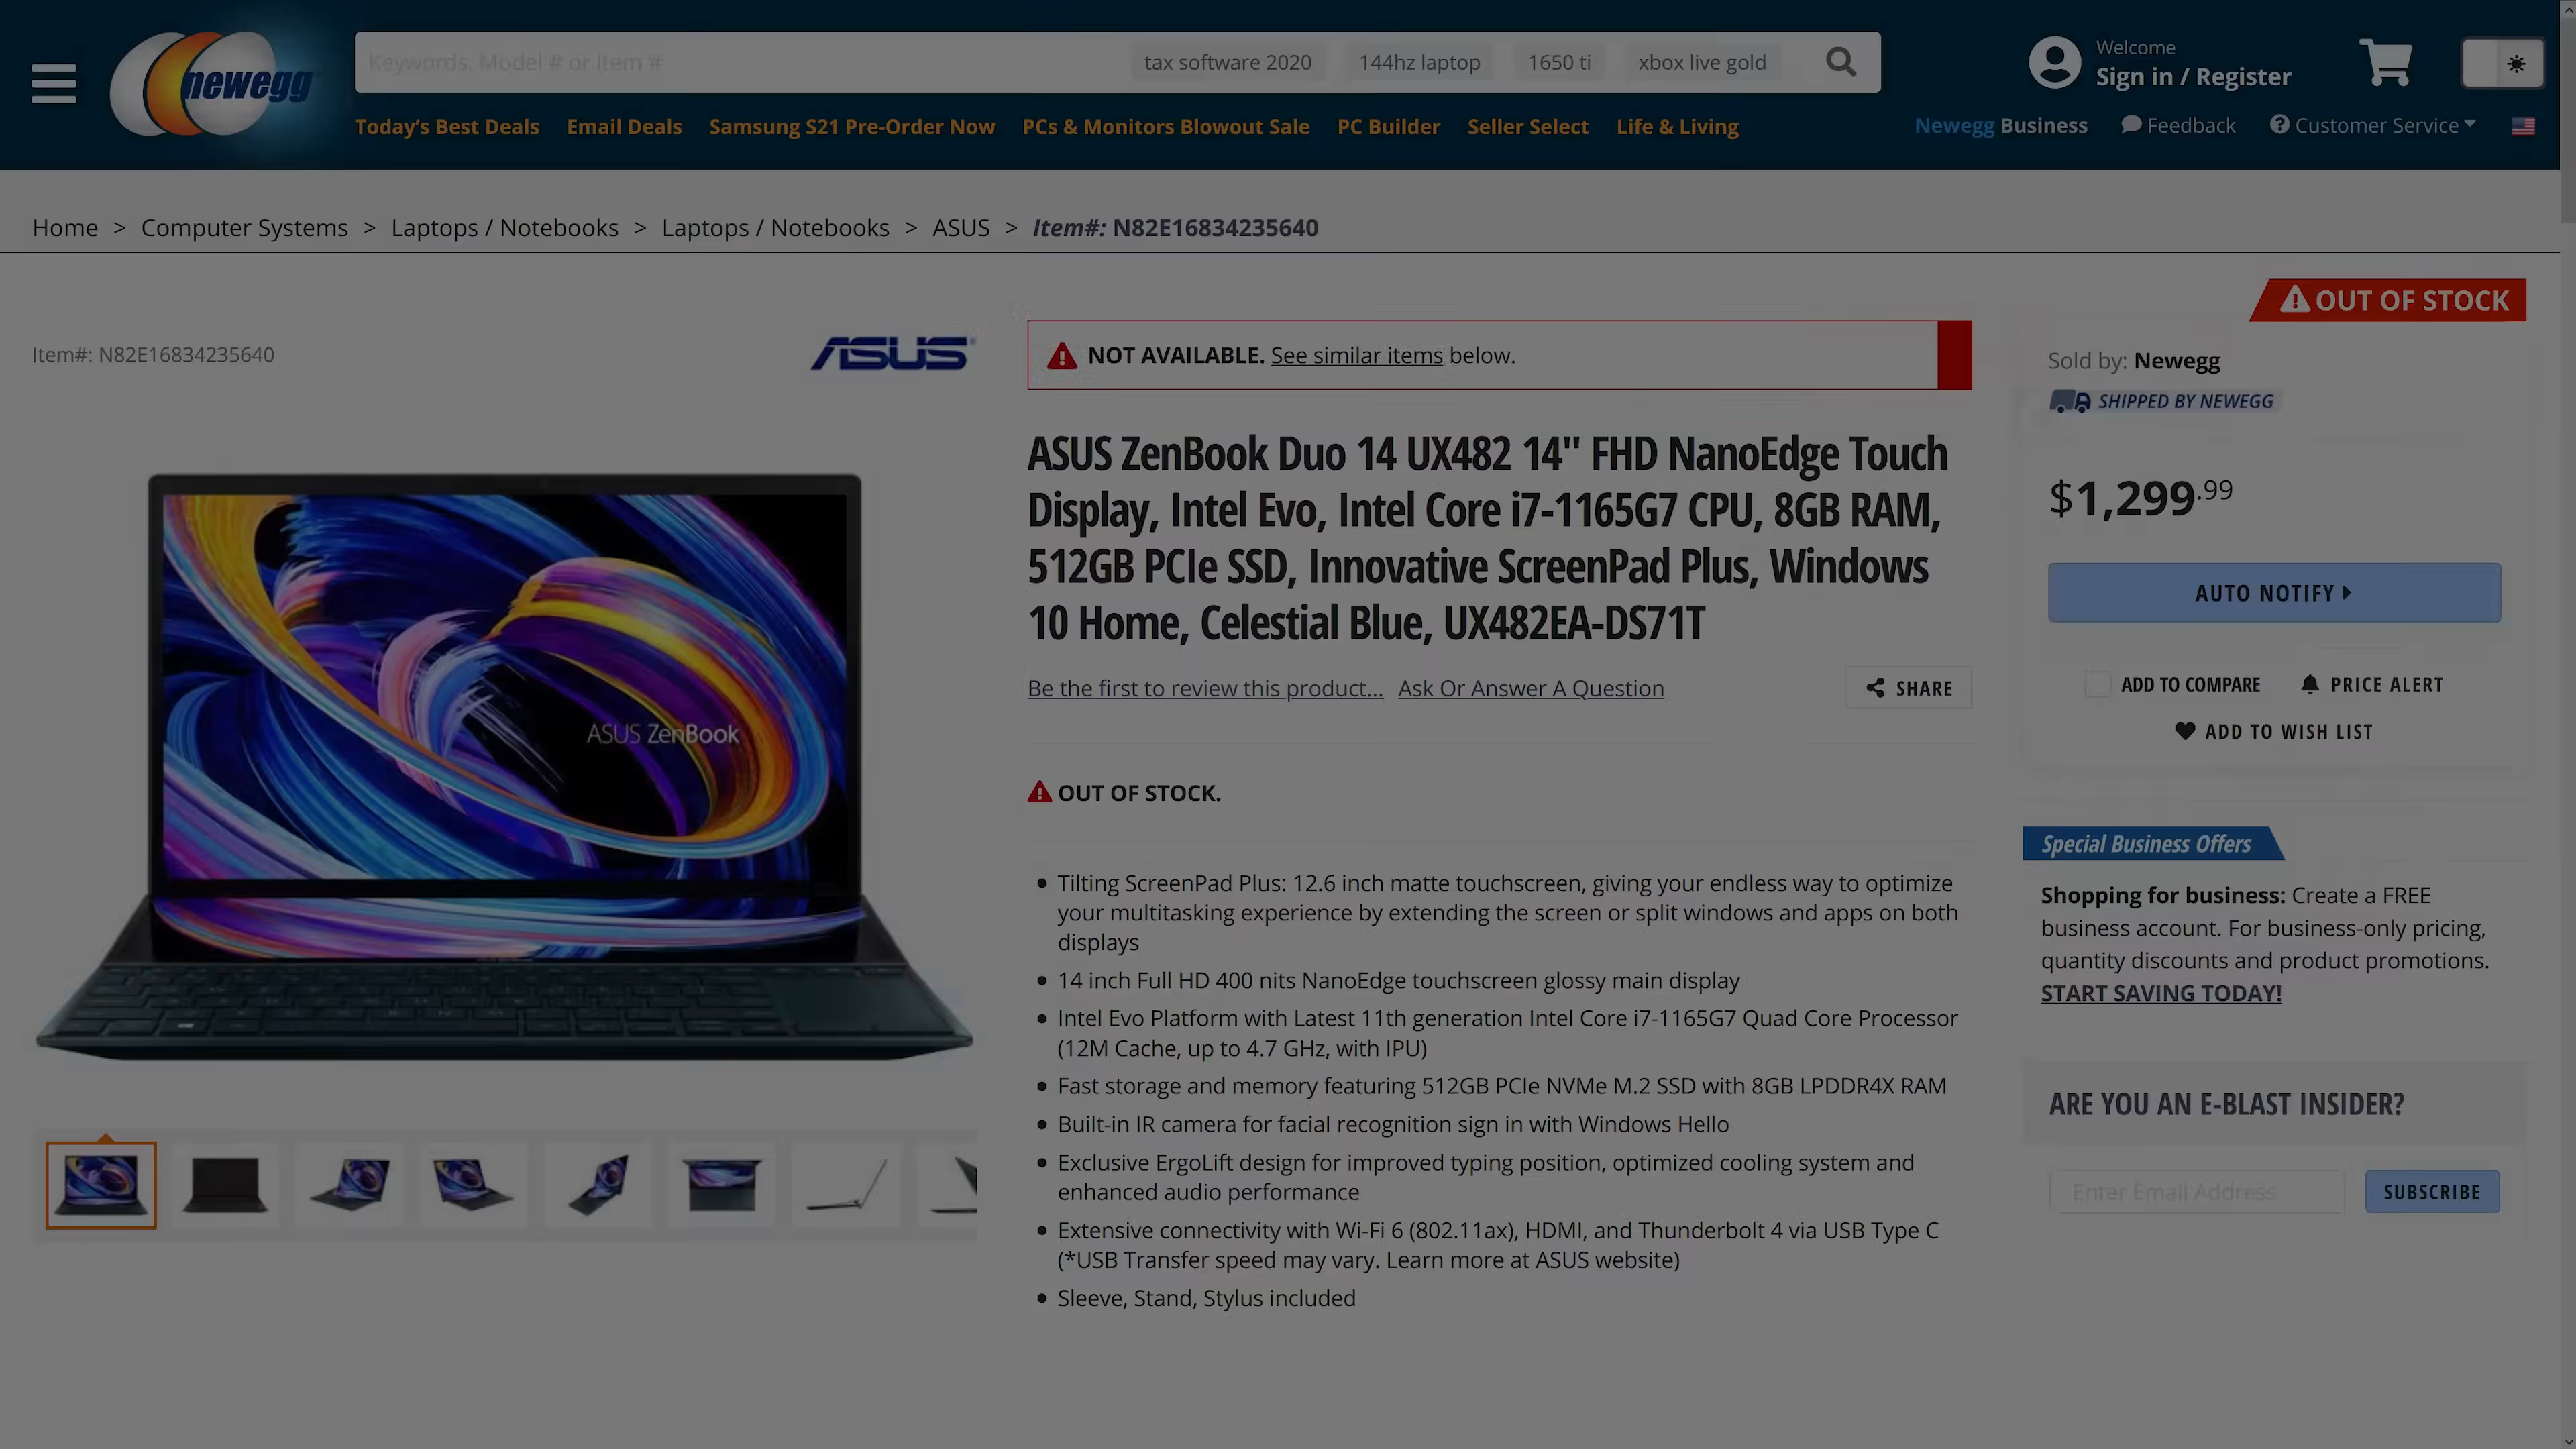 newegg
Keywords, Model # or Item #
tax software 2020
144hz laptop
1650 ti
xbox live gold
Welcome
Sign in / Register
Today's Best Deals
Email Deals
Samsung S21 Pre-Order Now
PCs & Monitors Blowout Sale
PC Builder
Seller Select
Life & Living
Newegg Business
Feedback
Customer Service
Home > Computer Systems > Laptops / Notebooks > Laptops / Notebooks > ASUS > Item#: N82E16834235640
Item#: N82E16834235640
ASUS
ASUS ZenBook
NOT AVAILABLE. See similar items below.
ASUS ZenBook Duo 14 UX482 14'' FHD NanoEdge Touch
Display, Intel Evo, Intel Core i7-1165G7 CPU, 8GB RAM,
512GB PCIe SSD, Innovative ScreenPad Plus, Windows
10 Home, Celestial Blue, UX482EA-DS71T
Be the first to review this product... Ask Or Answer A Question
SHARE
OUT OF STOCK.
Tilting ScreenPad Plus: 12.6 inch matte touchscreen, giving your endless way to optimize
your multitasking experience by extending the screen or split windows and apps on both
displays
14 inch Full HD 400 nits NanoEdge touchscreen glossy main display
Intel Evo Platform with Latest 11th generation Intel Core i7-1165G7 Quad Core Processor
(12M Cache, up to 4.7 GHz, with IPU)
Fast storage and memory featuring 512GB PCIe NVMe M.2 SSD with 8GB LPDDR4X RAM
Built-in IR camera for facial recognition sign in with Windows Hello
Exclusive ErgoLift design for improved typing position, optimized cooling system and
enhanced audio performance
Extensive connectivity with Wi-Fi 6 (802.11ax), HDMI, and Thunderbolt 4 via USB Type C
(*USB Transfer speed may vary. Learn more at ASUS website)
Sleeve, Stand, Stylus included
OUT OF STOCK
Sold by: Newegg
SHIPPED BY NEWEGG
$1,299.99
AUTO NOTIFY
ADD TO COMPARE
PRICE ALERT
ADD TO WISH LIST
Special Business Offers
Shopping for business: Create a FREE
business account. For business-only pricing,
quantity discounts and product promotions.
START SAVING TODAY!
ARE YOU AN E-BLAST INSIDER?
Enter Email Address
SUBSCRIBE